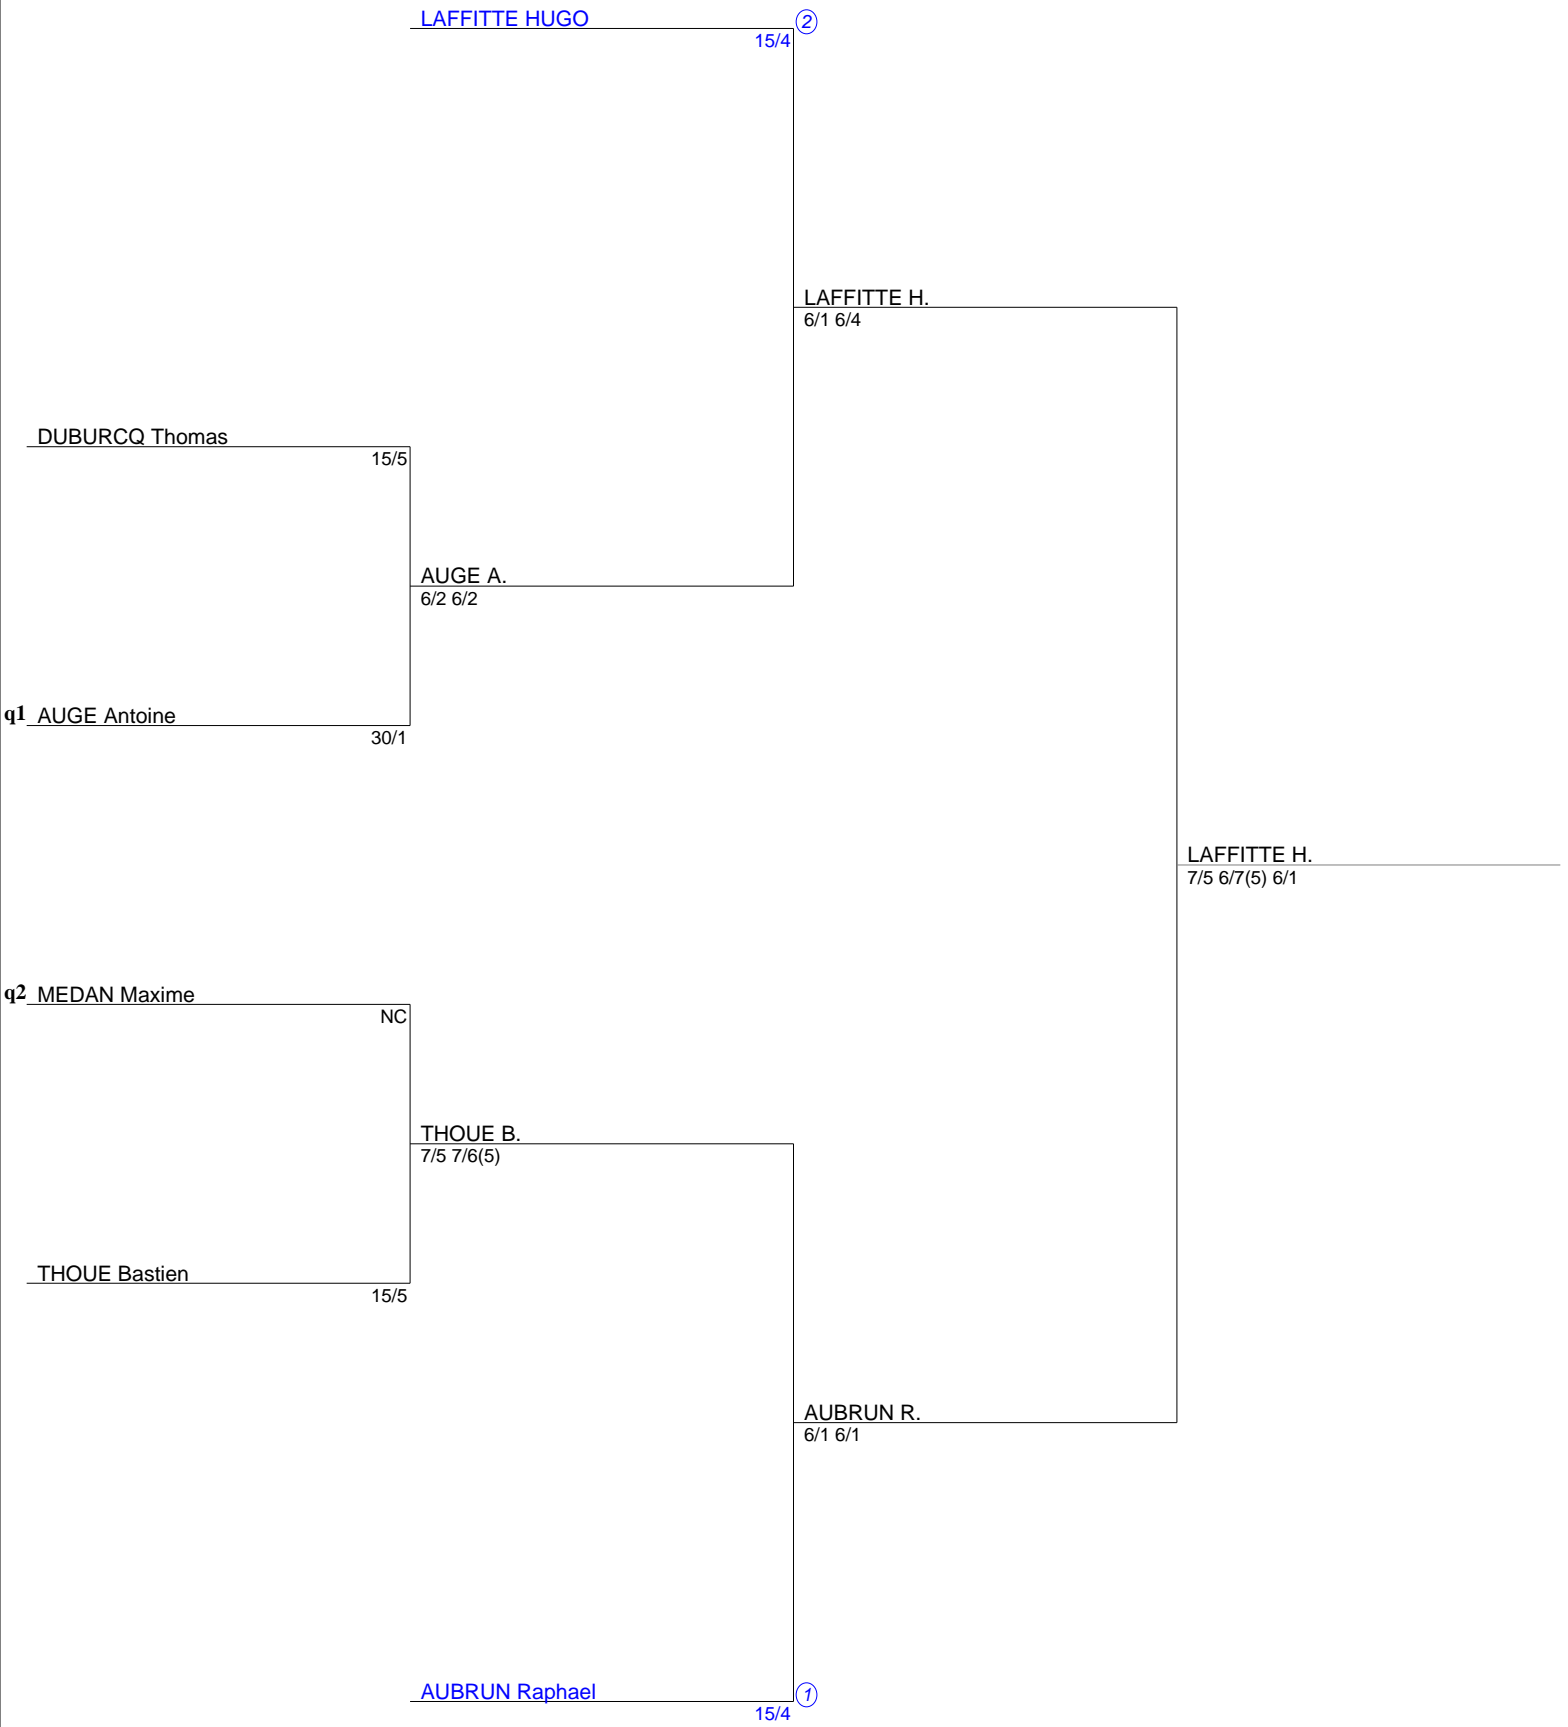 LAFFITTE HUGO
2
15/4
LAFFITTE H.
6/1 6/4
DUBURCQ Thomas
15/5
AUGE A.
6/2 6/2
q1 AUGE Antoine
30/1
LAFFITTE H.
7/5 6/7(5) 6/1
q2 MEDAN Maxime
NC
THOUE B.
7/5 7/6(5)
THOUE Bastien
15/5
AUBRUN R.
6/1 6/1
AUBRUN Raphael
1
15/4